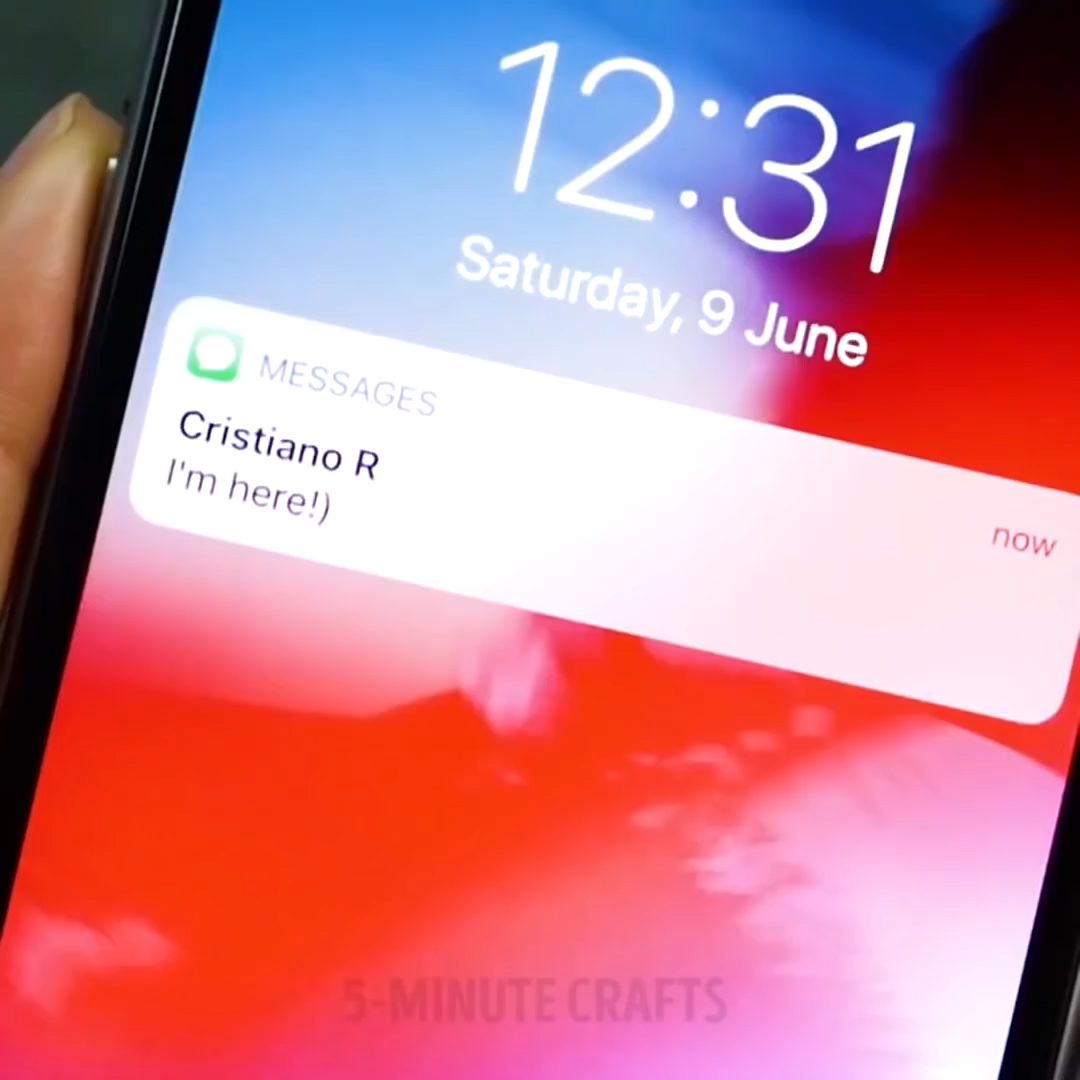 12:31
Saturday, 9 June
MESSAGES
Cristiano R
I'm here!)
now
5-MINUTE CRAFTS